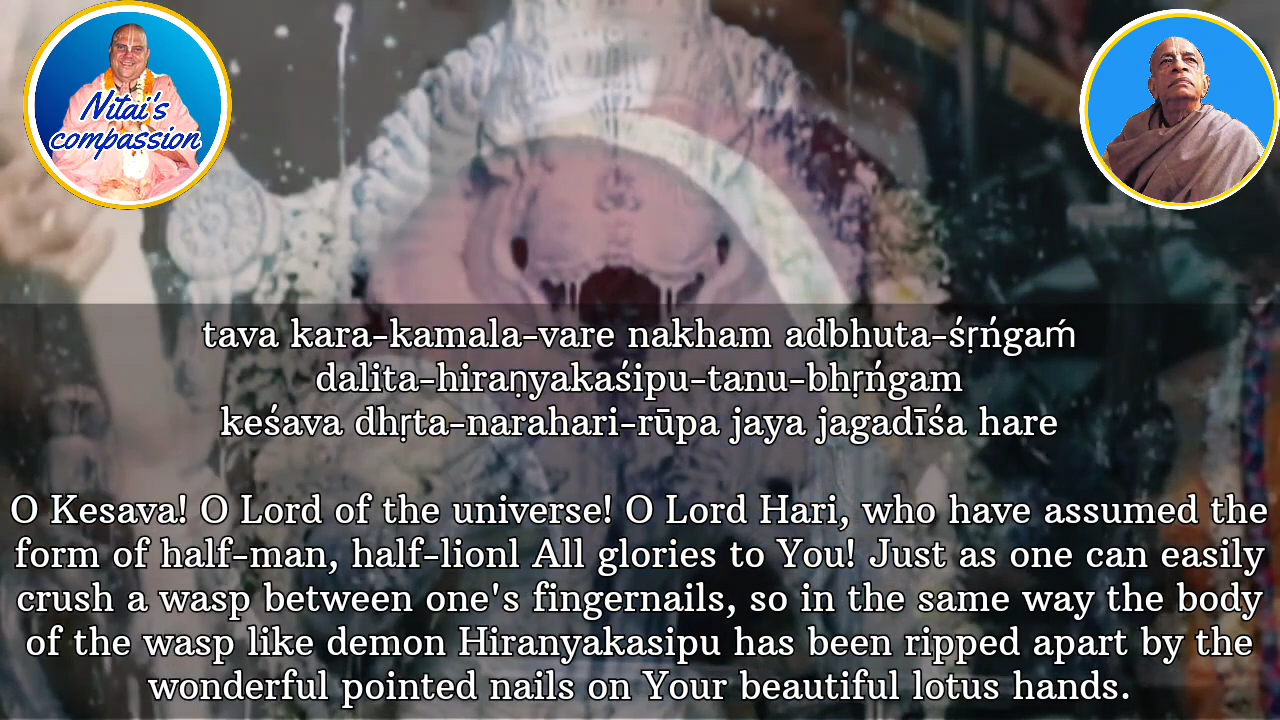 Nitai's
compassion
tava kara-kamala-vare nakham adbhuta-śṛńgaḿ
dalita-hiraṇyakaśipu-tanu-bhṛńgam
keśava dhṛta-narahari-rūpa jaya jagadīśa hare
O Kesava! O Lord of the universe! O Lord Hari, who have assumed the
form of half-man, half-lionl All glories to You! Just as one can easily
crush a wasp between one's fingernails, so in the same way the body
of the wasp like demon Hiranyakasipu has been ripped apart by the
wonderful pointed nails on Your beautiful lotus hands.